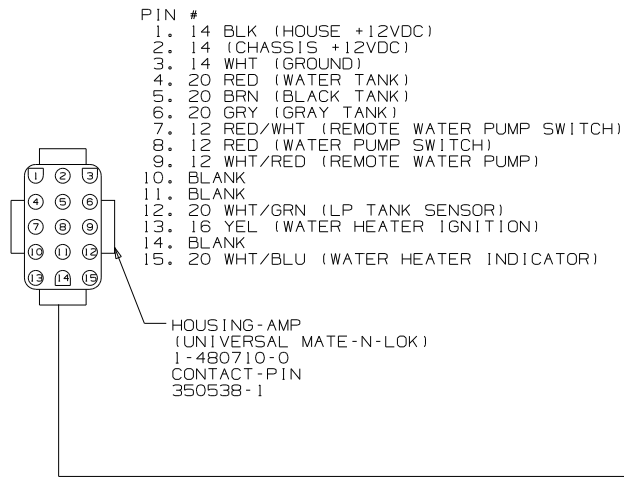 PIN #
1. 14 BLK (HOUSE +12VDC)
2. 14 (CHASSIS +12VDC)
3. 14 WHT (GROUND)
4. 20 RED (WATER TANK)
5. 20 BRN (BLACK TANK)
6. 20 GRY (GRAY TANK)
7. 12 RED/WHT (REMOTE WATER PUMP SWITCH)
8. 12 RED (WATER PUMP SWITCH)
9. 12 WHT/RED (REMOTE WATER PUMP)
10. BLANK
11. BLANK
12. 20 WHT/GRN (LP TANK SENSOR)
13. 16 YEL (WATER HEATER IGNITION)
14. BLANK
15. 20 WHT/BLU (WATER HEATER INDICATOR)
1 2 3
4 5 6
7 8 9
10 11 12
13 14 15
HOUSING-AMP
(UNIVERSAL MATE-N-LOK)
1-480710-0
CONTACT-PIN
350538-1